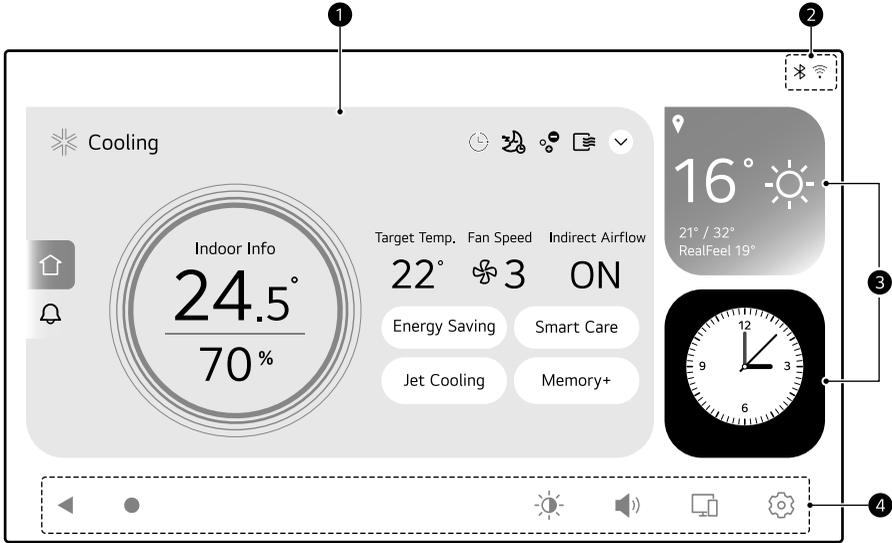 1
2
Cooling
16°
21° / 32°
RealFeel 19°
3
Indoor Info
24.5°
70%
Target Temp. Fan Speed Indirect Airflow
22° 3 ON
Energy Saving Smart Care
Jet Cooling Memory+
12
9 3
6
4